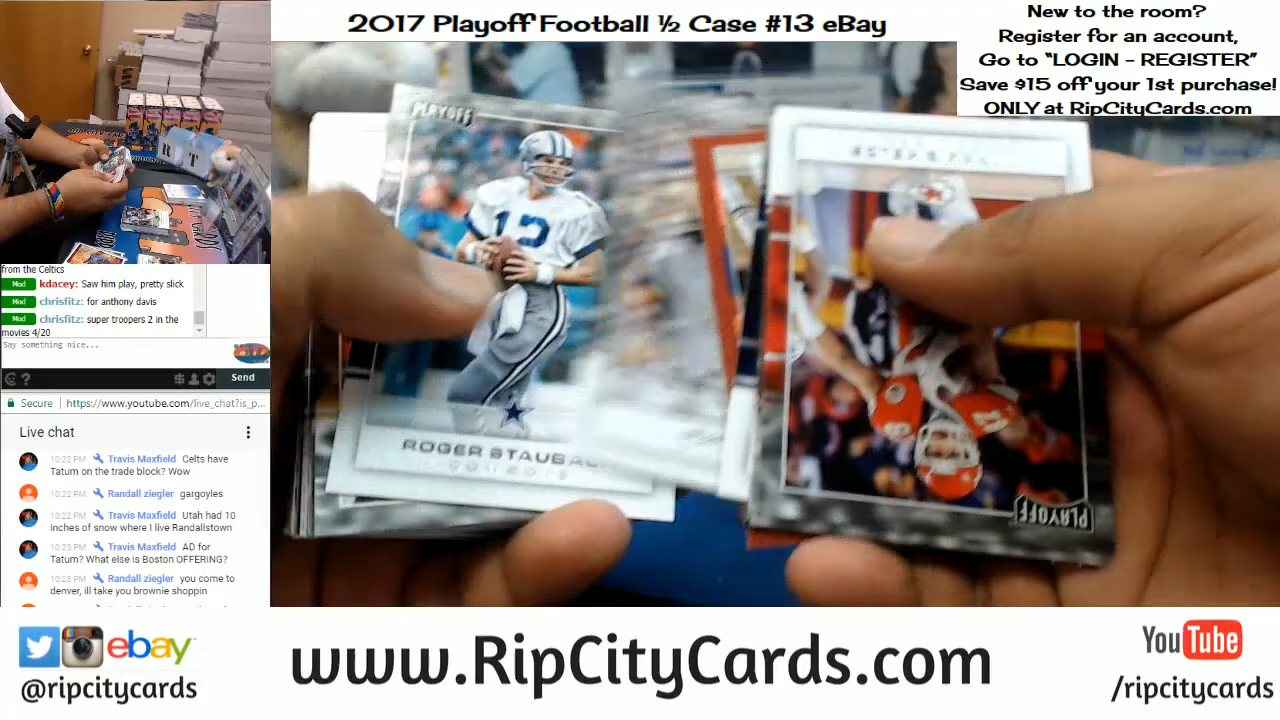 2017 Playoff Football ½ Case #13 eBay
New to the room?
Register for an account,
Go to “LOGIN – REGISTER”
Save $15 off your 1st purchase!
ONLY at RipCityCards.com
PLAYOFF
12
ROGER STAUBA
PLAYOFF
R T
from the Celtics
Mod kdacey: Saw him play, pretty slick
Mod chrisfitz: for anthony davis
Mod chrisfitz: super troopers 2 in the
movies 4/20
Say something nice...
Send
Secure https://www.youtube.com/live_chat?is_p...
Live chat
10:22 PM Travis Maxfield Celts have
Tatum on the trade block? Wow
10:22 PM Randall ziegler gargoyles
10:22 PM Travis Maxfield Utah had 10
inches of snow where I live Randallstown
10:23 PM Travis Maxfield AD for
Tatum? What else is Boston OFFERING?
10:23 PM Randall ziegler you come to
denver, ill take you brownie shoppin
ebay
@ripcitycards
www.RipCityCards.com
YouTube
/ripcitycards